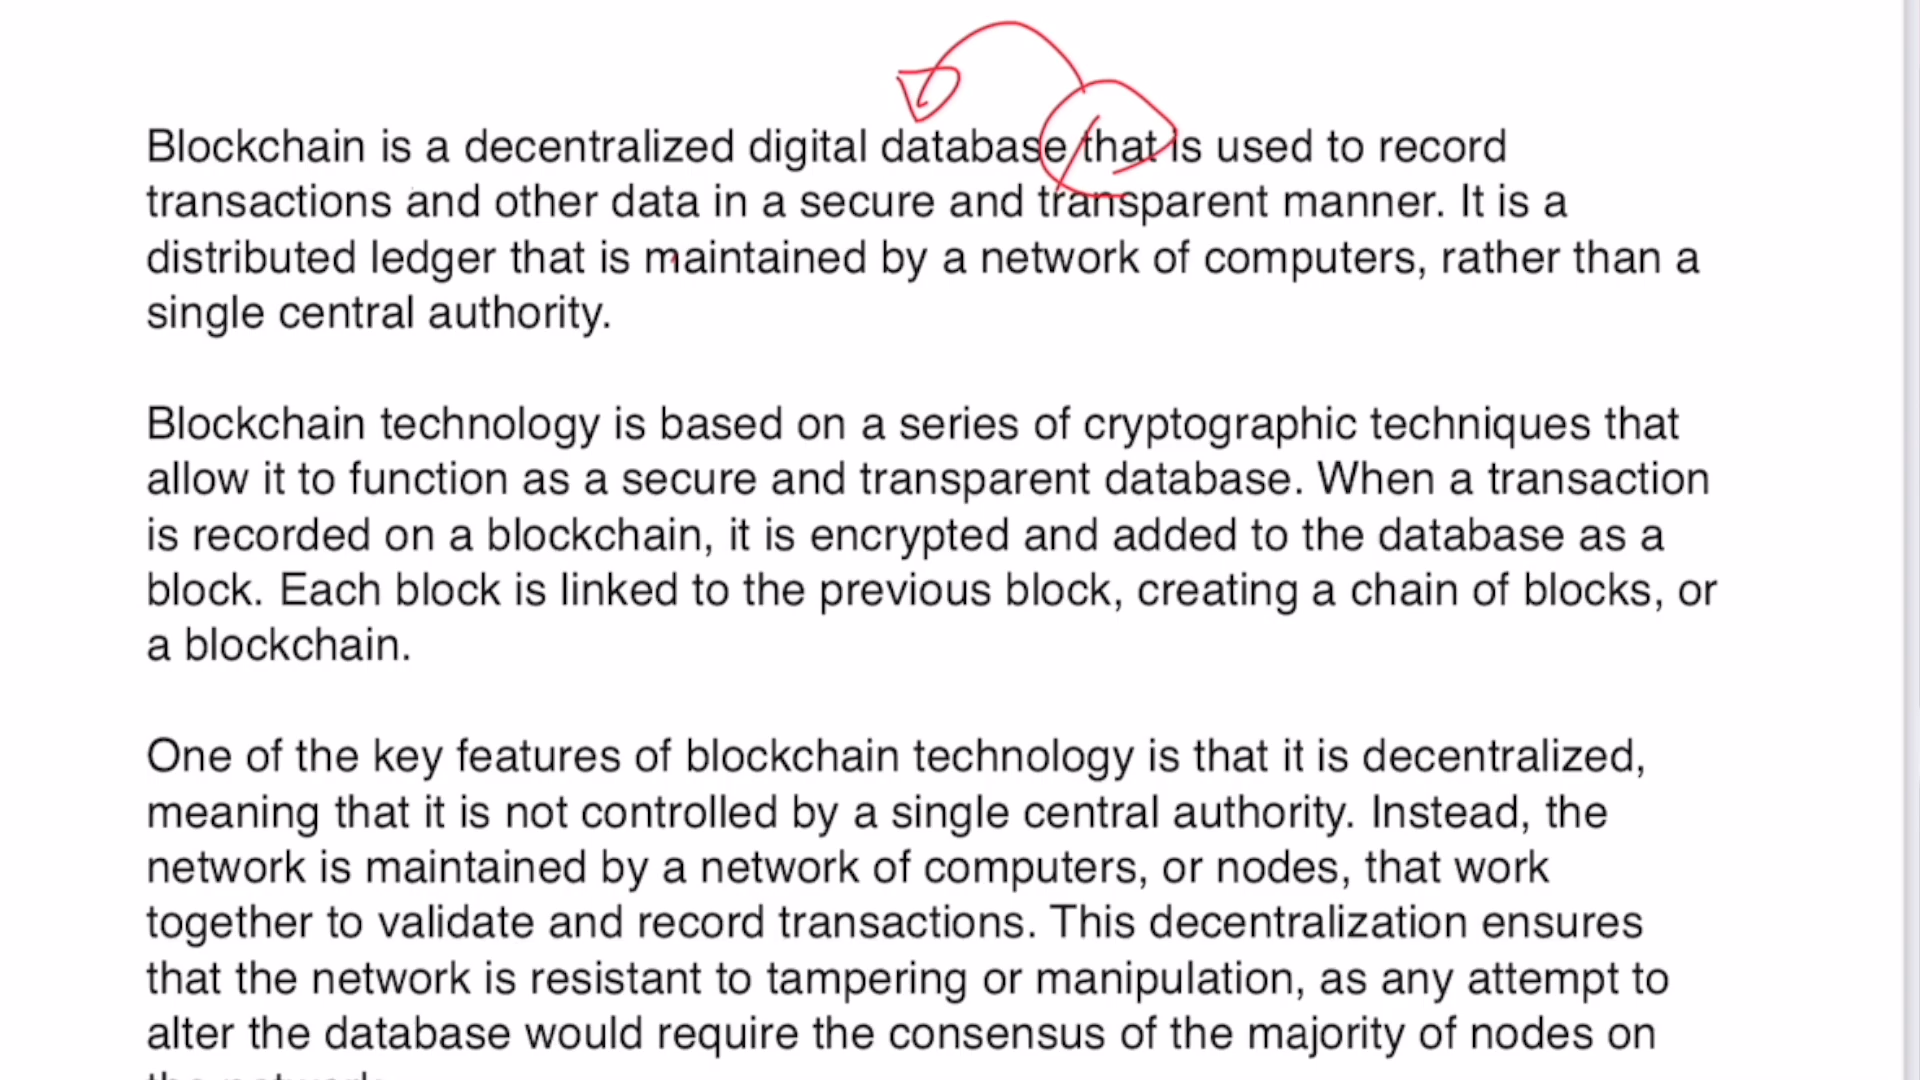 Blockchain is a decentralized digital database that is used to record
transactions and other data in a secure and transparent manner. It is a
distributed ledger that is maintained by a network of computers, rather than a
single central authority.
Blockchain technology is based on a series of cryptographic techniques that
allow it to function as a secure and transparent database. When a transaction
is recorded on a blockchain, it is encrypted and added to the database as a
block. Each block is linked to the previous block, creating a chain of blocks, or
a blockchain.
One of the key features of blockchain technology is that it is decentralized,
meaning that it is not controlled by a single central authority. Instead, the
network is maintained by a network of computers, or nodes, that work
together to validate and record transactions. This decentralization ensures
that the network is resistant to tampering or manipulation, as any attempt to
alter the database would require the consensus of the majority of nodes on